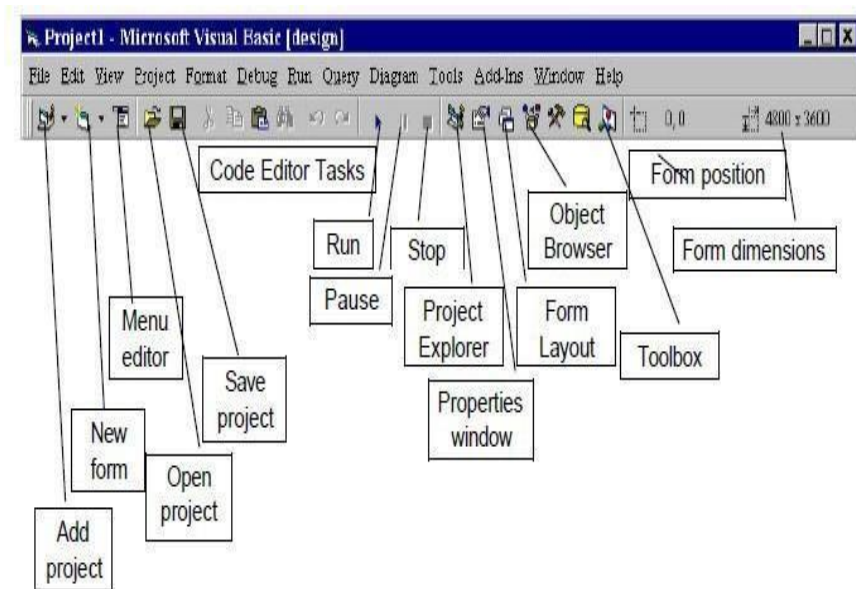 Project1 - Microsoft Visual Basic [design]
File Edit View Project Format Debug Run Query Diagram Tools Add-Ins Window Help
0,0 4800 x 3600
Code Editor Tasks
Form position
Object
Browser
Run
Stop
Form dimensions
Pause
Menu
editor
Project
Explorer
Form
Layout
Toolbox
Save
project
Properties
window
New
form
Open
project
Add
project